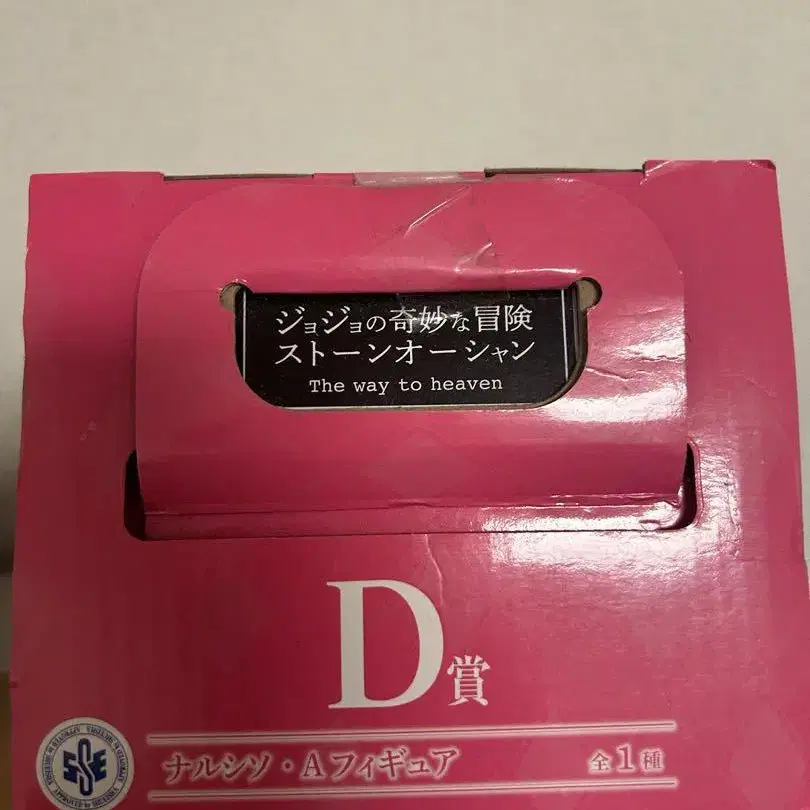 ジョジョの奇妙な冒険
ストーンオーシャン
The way to heaven
D賞
ナルシソ・Aフィギュア 全1種